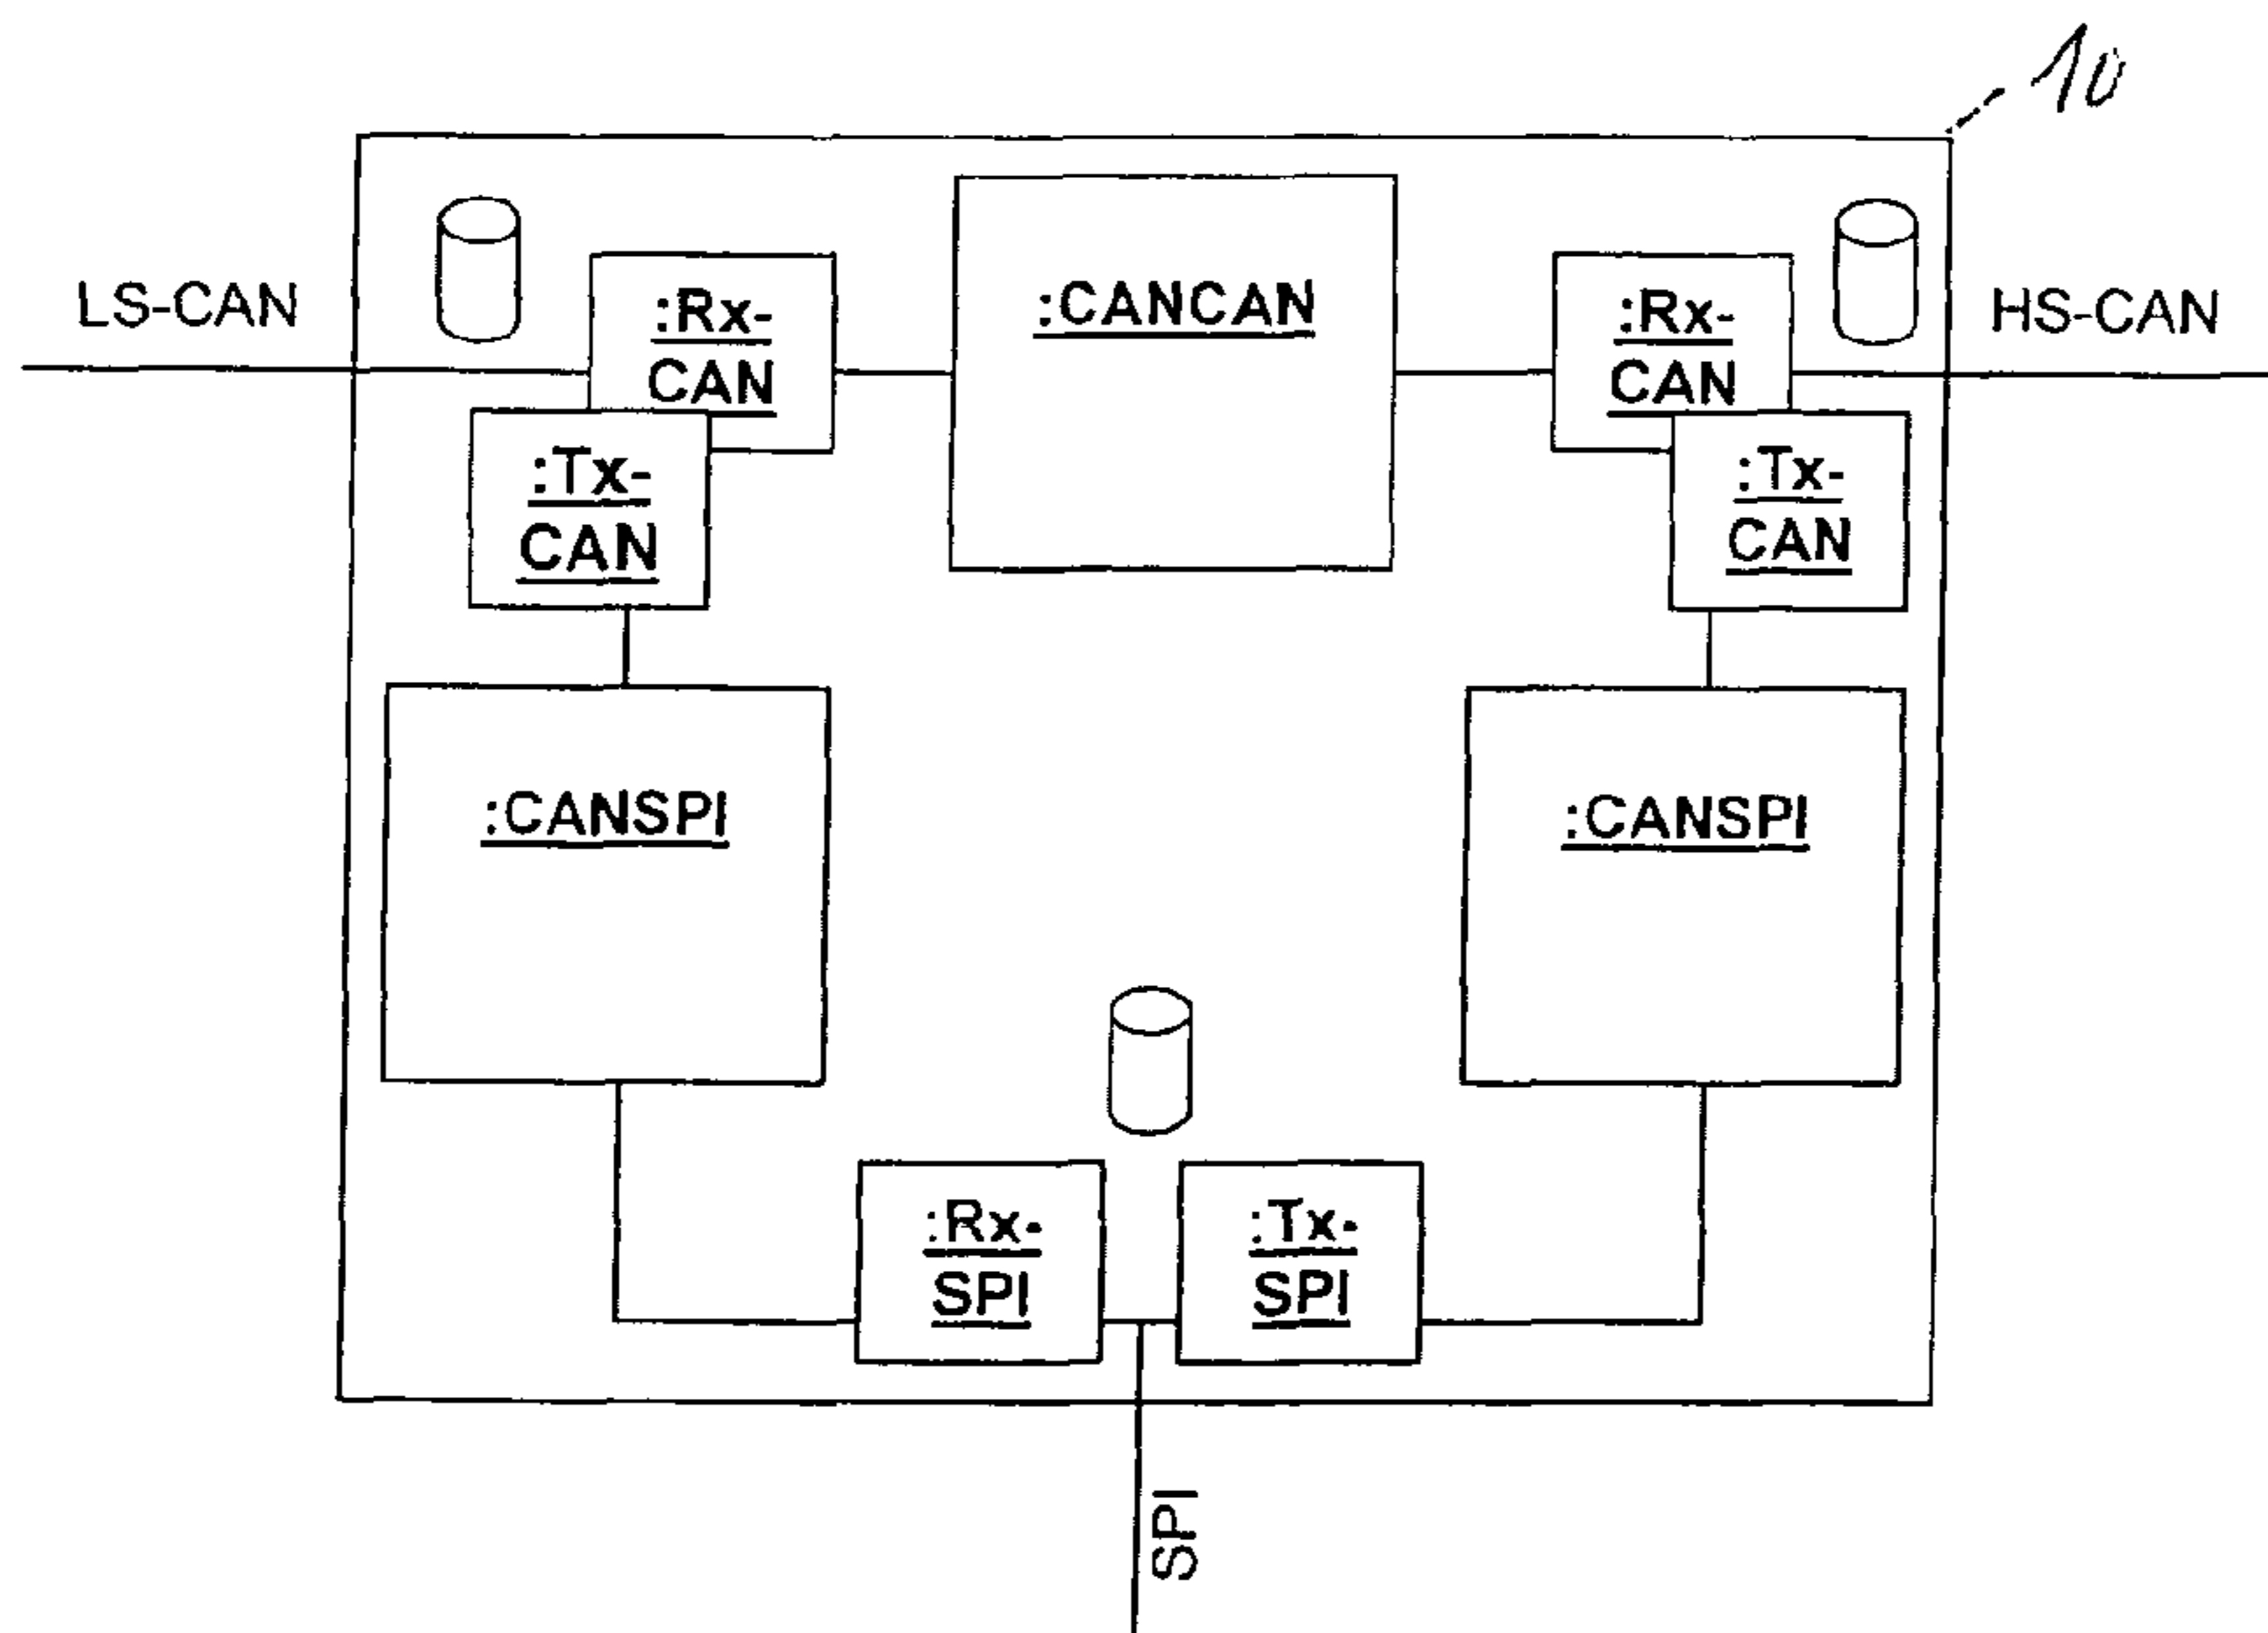 10
LS-CAN
:Rx-
CAN
:CANCAN
:Rx-
CAN
HS-CAN
:Tx-
CAN
:Tx-
CAN
:CANSPI
:CANSPI
:Rx-
SPI
:Tx-
SPI
SPI